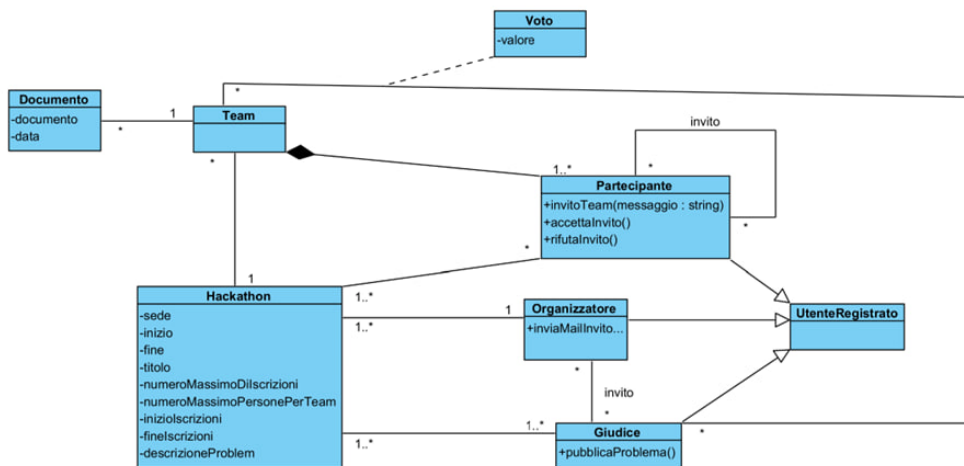 Voto
-valore
*
Documento
-documento
-data
*
1
Team
*
invito
*
*
1..*
Partecipante
+invitoTeam(messaggio : string)
+accettaInvito()
+rifutaInvito()
*
1
1..*
Hackathon
-sede
-inizio
-fine
-titolo
-numeroMassimoDiIscrizioni
-numeroMassimoPersonePerTeam
-inizioIscrizioni
-fineIscrizioni
-descrizioneProblem
1..*
1
Organizzatore
+inviaMailInvito...
UtenteRegistrato
*
invito
*
1..*
1..*
Giudice
+pubblicaProblema()
*